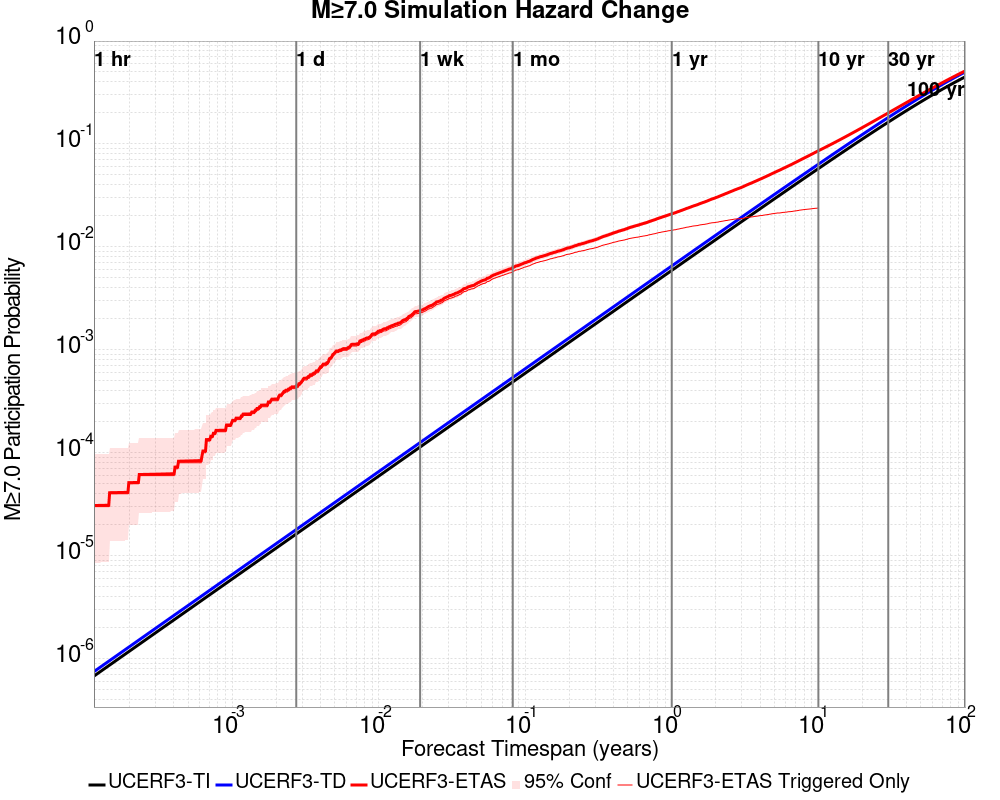 M≥7.0 Simulation Hazard Change
1 hr 1 d 1 wk 1 mo 1 yr 10 yr 30 yr
100 yr
10^0
10^-1
10^-2
10^-3
10^-4
10^-5
10^-6
M≥7.0 Participation Probability
10^-3 10^-2 10^-1 10^0 10^1 10^2
Forecast Timespan (years)
UCERF3-TI UCERF3-TD UCERF3-ETAS 95% Conf UCERF3-ETAS Triggered Only